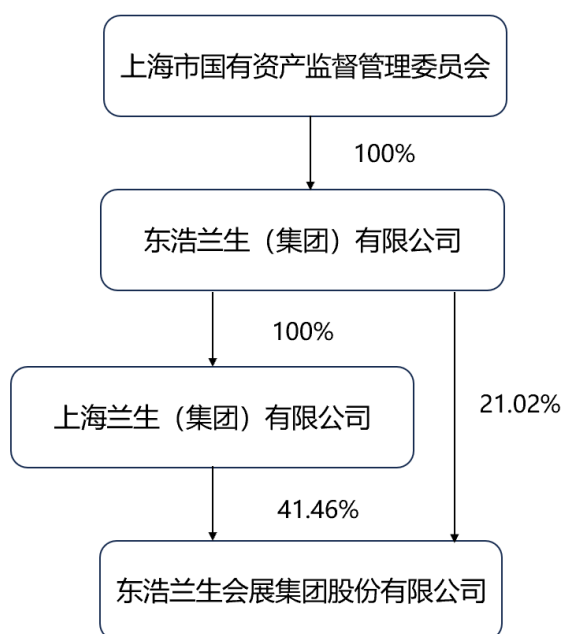 上海市国有资产监督管理委员会
100%
东浩兰生（集团）有限公司
100%
21.02%
上海兰生（集团）有限公司
41.46%
东浩兰生会展集团股份有限公司